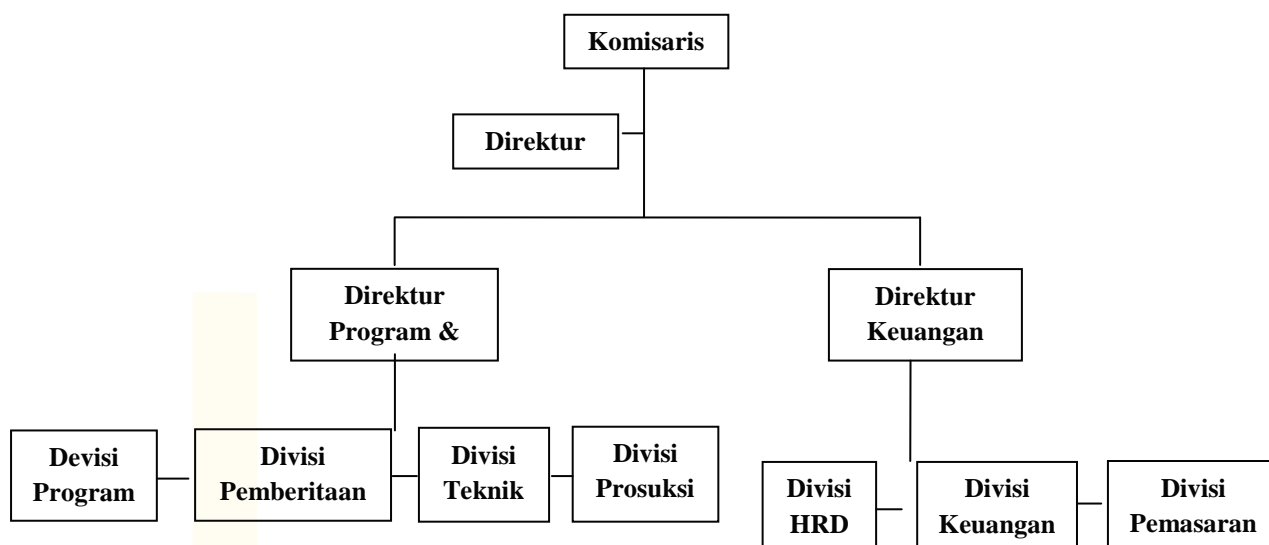 Komisaris
Direktur
Direktur
Program &
Direktur
Keuangan
Devisi
Program
Divisi
Pemberitaan
Divisi
Teknik
Divisi
Prosuksi
Divisi
HRD
Divisi
Keuangan
Divisi
Pemasaran